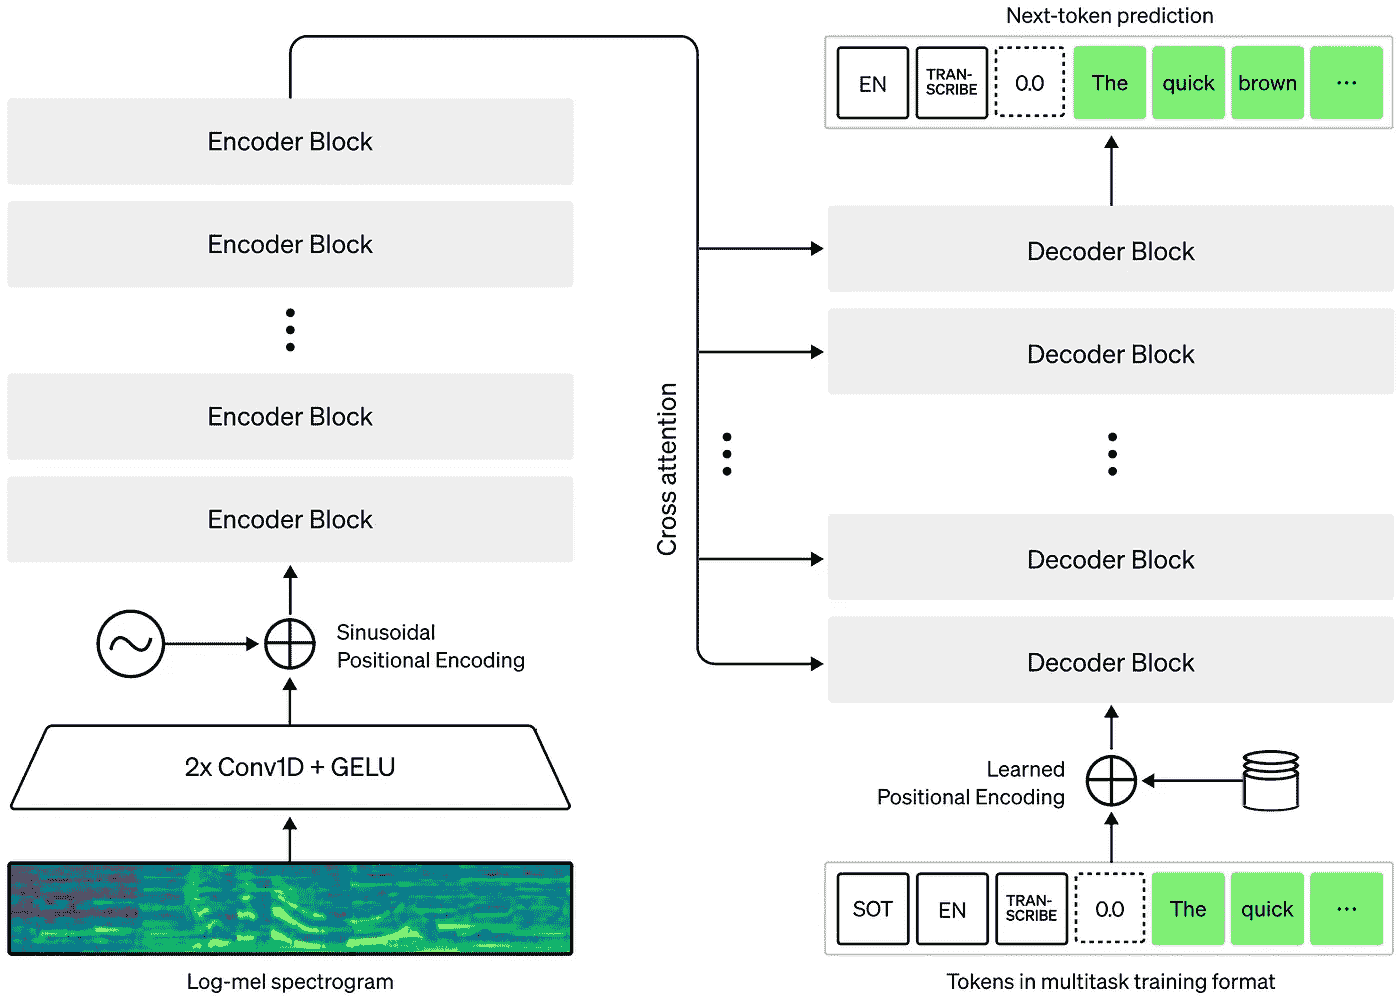 Next-token prediction
EN
TRAN-
SCRIBE
0.0
The
quick
brown
...
Encoder Block
Encoder Block
Encoder Block
Encoder Block
Sinusoidal
Positional Encoding
2x Conv1D + GELU
Log-mel spectrogram
Cross attention
Decoder Block
Decoder Block
Decoder Block
Decoder Block
Learned
Positional Encoding
SOT
EN
TRAN-
SCRIBE
0.0
The
quick
...
Tokens in multitask training format